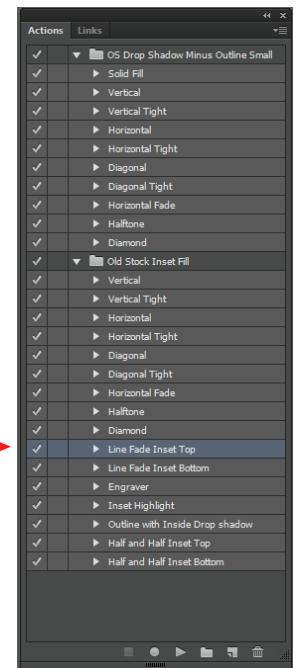 Actions Links
OS Drop Shadow Minus Outline Small
Solid Fill
Vertical
Vertical Tight
Horizontal
Horizontal Tight
Diagonal
Diagonal Tight
Horizontal Fade
Halftone
Diamond
Old Stock Inset Fill
Vertical
Vertical Tight
Horizontal
Horizontal Tight
Diagonal
Diagonal Tight
Horizontal Fade
Halftone
Diamond
Line Fade Inset Top
Line Fade Inset Bottom
Engraver
Inset Highlight
Outline with Inside Drop shadow
Half and Half Inset Top
Half and Half Inset Bottom